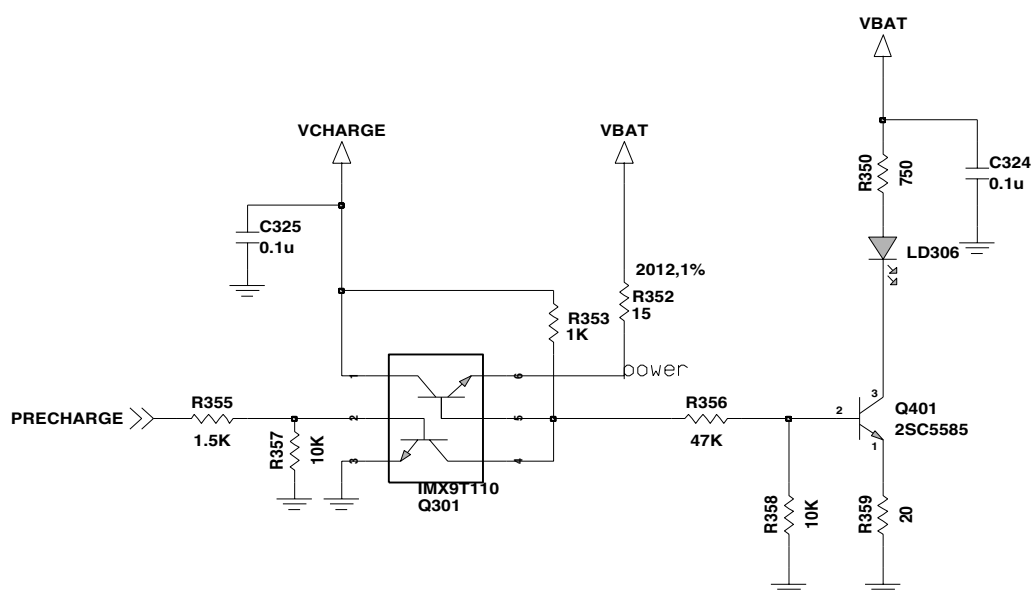 VBAT
R350
750
C324
0.1u
LD306
VCHARGE
VBAT
C325
0.1u
2012,1%
R352
15
R353
1K
power
1
6
PRECHARGE
R355
1.5K
2
5
R357
10K
3
4
IMX9T110
Q301
R356
47K
3
2
Q401
2SC5585
1
R358
10K
R359
20